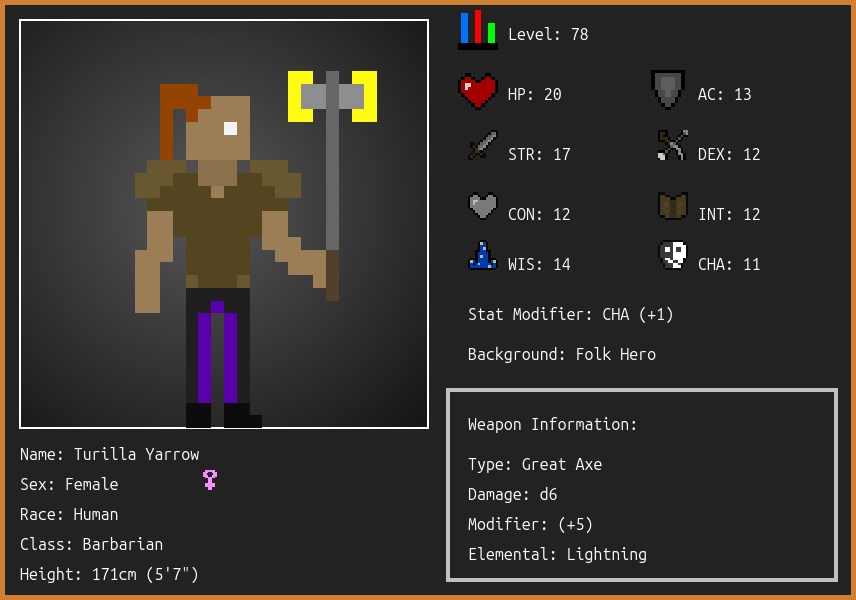 Level: 78
HP: 20
AC: 13
STR: 17
DEX: 12
CON: 12
INT: 12
WIS: 14
CHA: 11
Stat Modifier: CHA (+1)
Background: Folk Hero
Weapon Information:
Type: Great Axe
Damage: d6
Modifier: (+5)
Elemental: Lightning
Name: Turilla Yarrow
Sex: Female
Race: Human
Class: Barbarian
Height: 171cm (5'7")